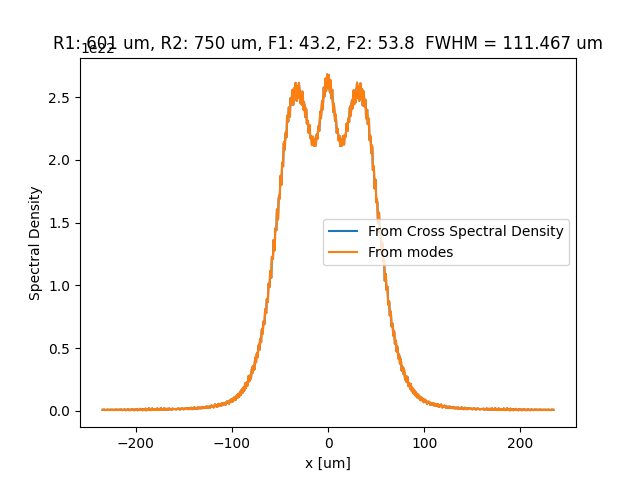 R1: 601 um, R2: 750 um, F1: 43.2, F2: 53.8  FWHM = 111.467 um
1e22
2.5
2.0
1.5
1.0
0.5
0.0
Spectral Density
From Cross Spectral Density
From modes
−200 −100 0 100 200
x [um]